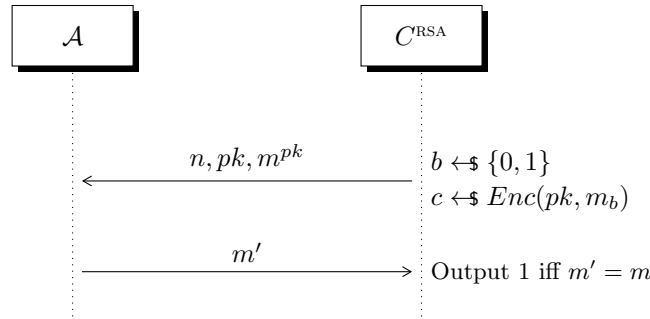 𝒜 C^RSA
n, pk, m^pk
b ←$ {0, 1}
c ←$ Enc(pk, m_b)
m′
Output 1 iff m′ = m